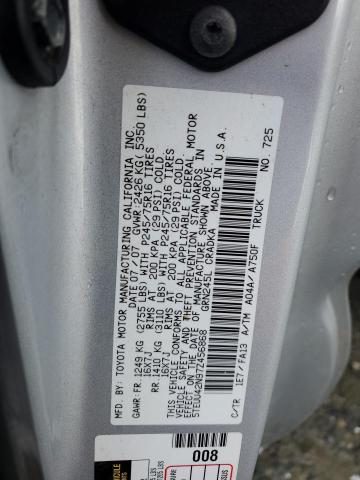 MFD. BY: TOYOTA MOTOR MANUFACTURING CALIFORNIA INC.
DATE 07 / 07 GVWR: 2426 KG( 5350 LBS)
GAWR: FR. 1249 KG (2755 LBS) WITH P245/75R16 TIRES
16X7J RIMS AT 200 KPA (29 PSI) COLD.
RR. 1410 KG (3110 LBS) WITH P245/75R16 TIRES
16X7J RIMS AT 200 KPA (29 PSI) COLD.
THIS VEHICLE CONFORMS TO ALL APPLICABLE FEDERAL MOTOR
VEHICLE SAFETY AND THEFT PREVENTION STANDARDS IN
EFFECT ON THE DATE OF MANUFACTURE SHOWN ABOVE.
5TEJU42N97Z456968 GRN245L CRADKA MADE IN U.S.A.
TRUCK
C/TR 1E7/ FA13 A/TM A04A/ A750F
NO. 725
008